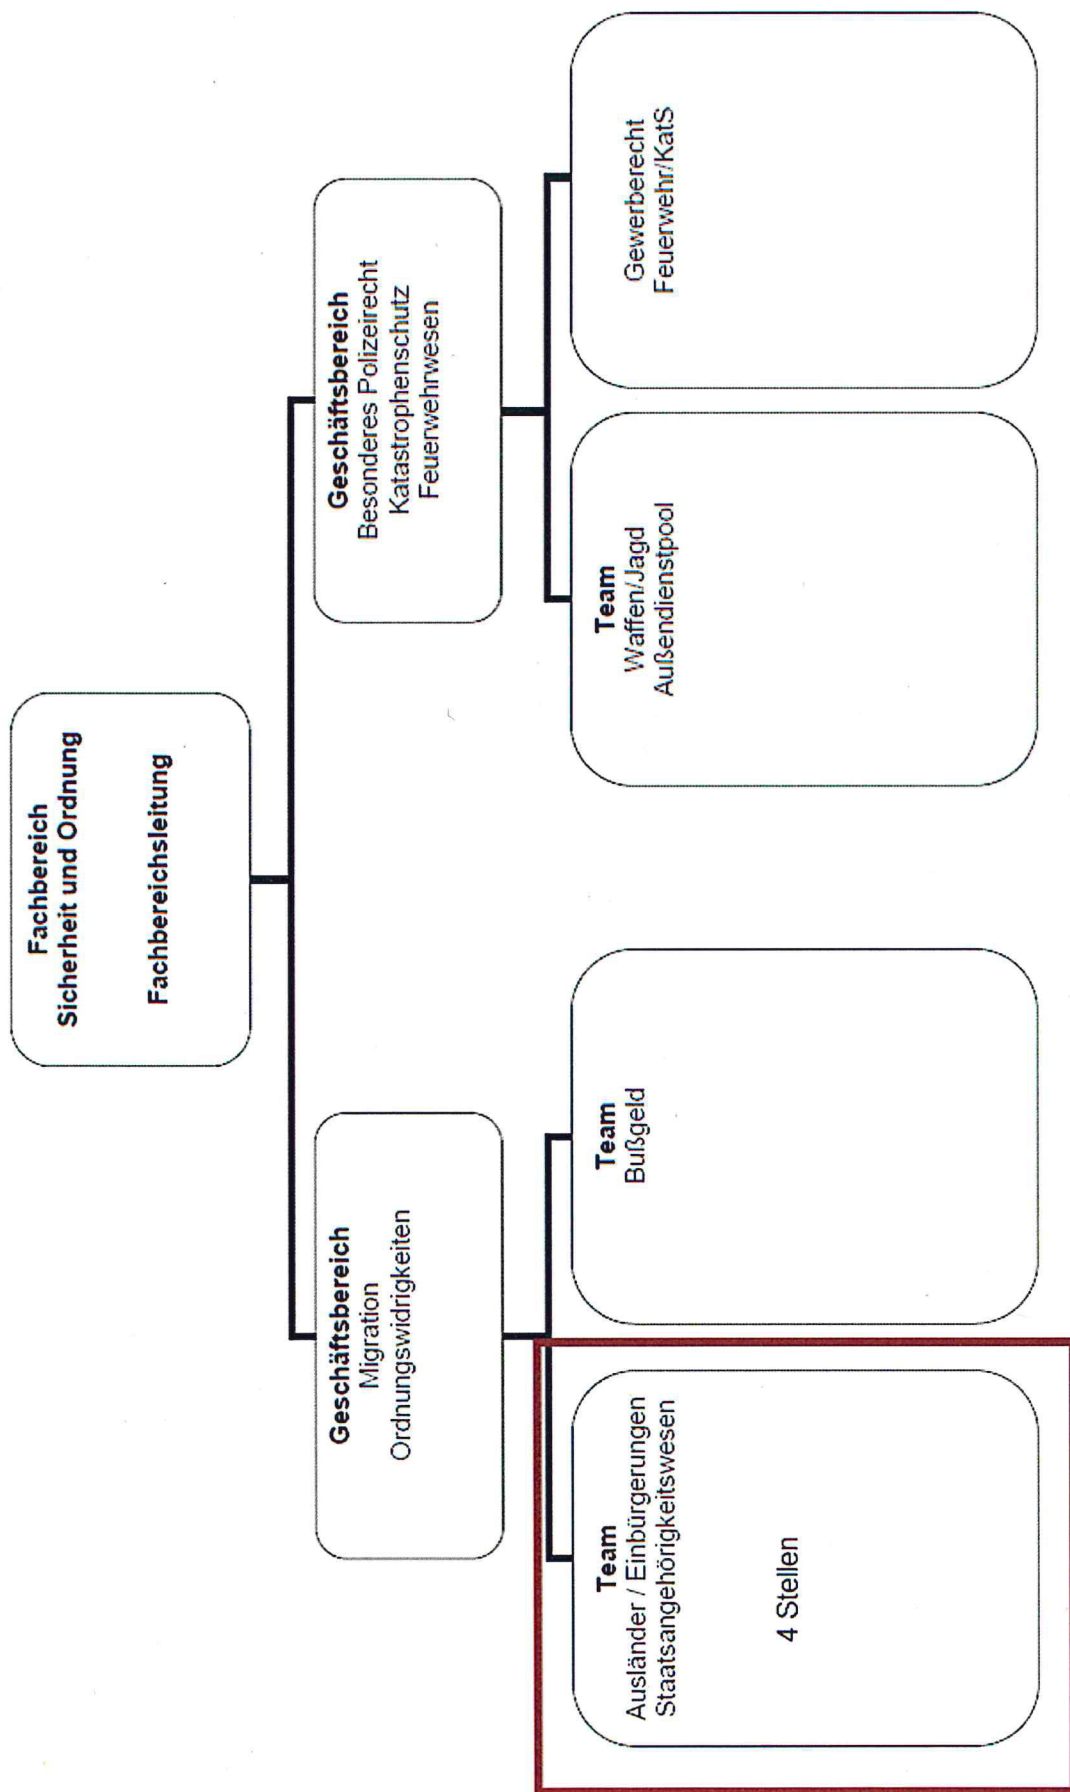 Fachbereich
Sicherheit und Ordnung
Fachbereichsleitung
Geschäftsbereich
Migration
Ordnungswidrigkeiten
Geschäftsbereich
Besonderes Polizeirecht
Katastrophenschutz
Feuerwehrwesen
Team
Ausländer / Einbürgerungen
Staatsangehörigkeitswesen
4 Stellen
Team
Bußgeld
Team
Waffen/Jagd
Außendienstpool
Gewerberecht
Feuerwehr/KatS